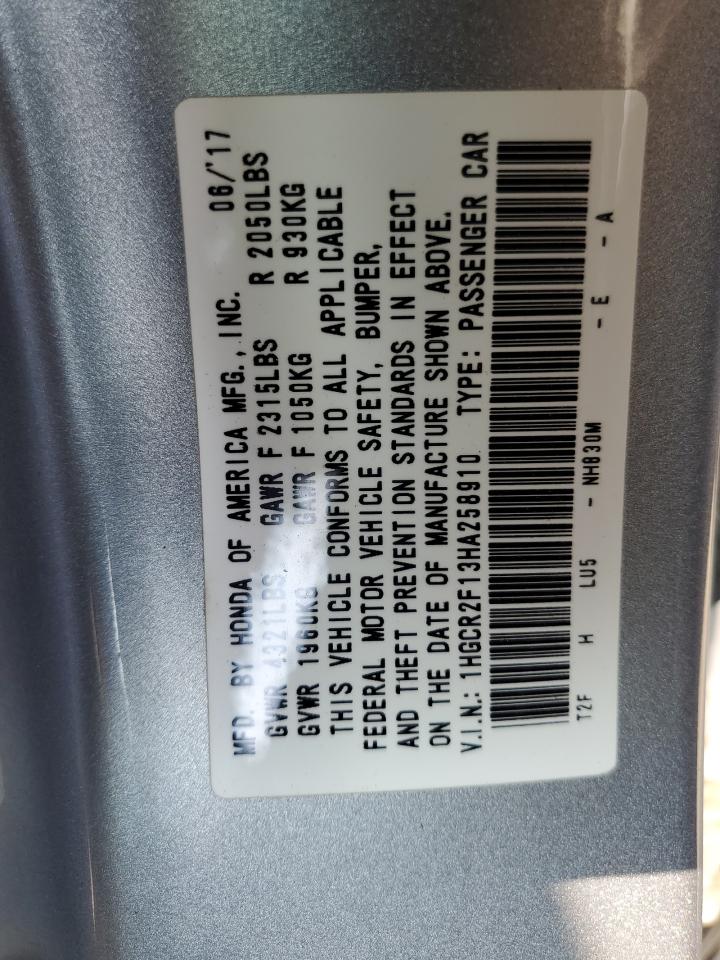 MFD. BY HONDA OF AMERICA MFG., INC. 06/'17
GVWR 4321LBS GAWR F 2315LBS R 2050LBS
GVWR 1960KG GAWR F 1050KG R 930KG
THIS VEHICLE CONFORMS TO ALL APPLICABLE
FEDERAL MOTOR VEHICLE SAFETY, BUMPER,
AND THEFT PREVENTION STANDARDS IN EFFECT
ON THE DATE OF MANUFACTURE SHOWN ABOVE.
V.I.N.: 1HGCR2F13HA258910 TYPE: PASSENGER CAR
T2F H LU5 - NH830M - E - A